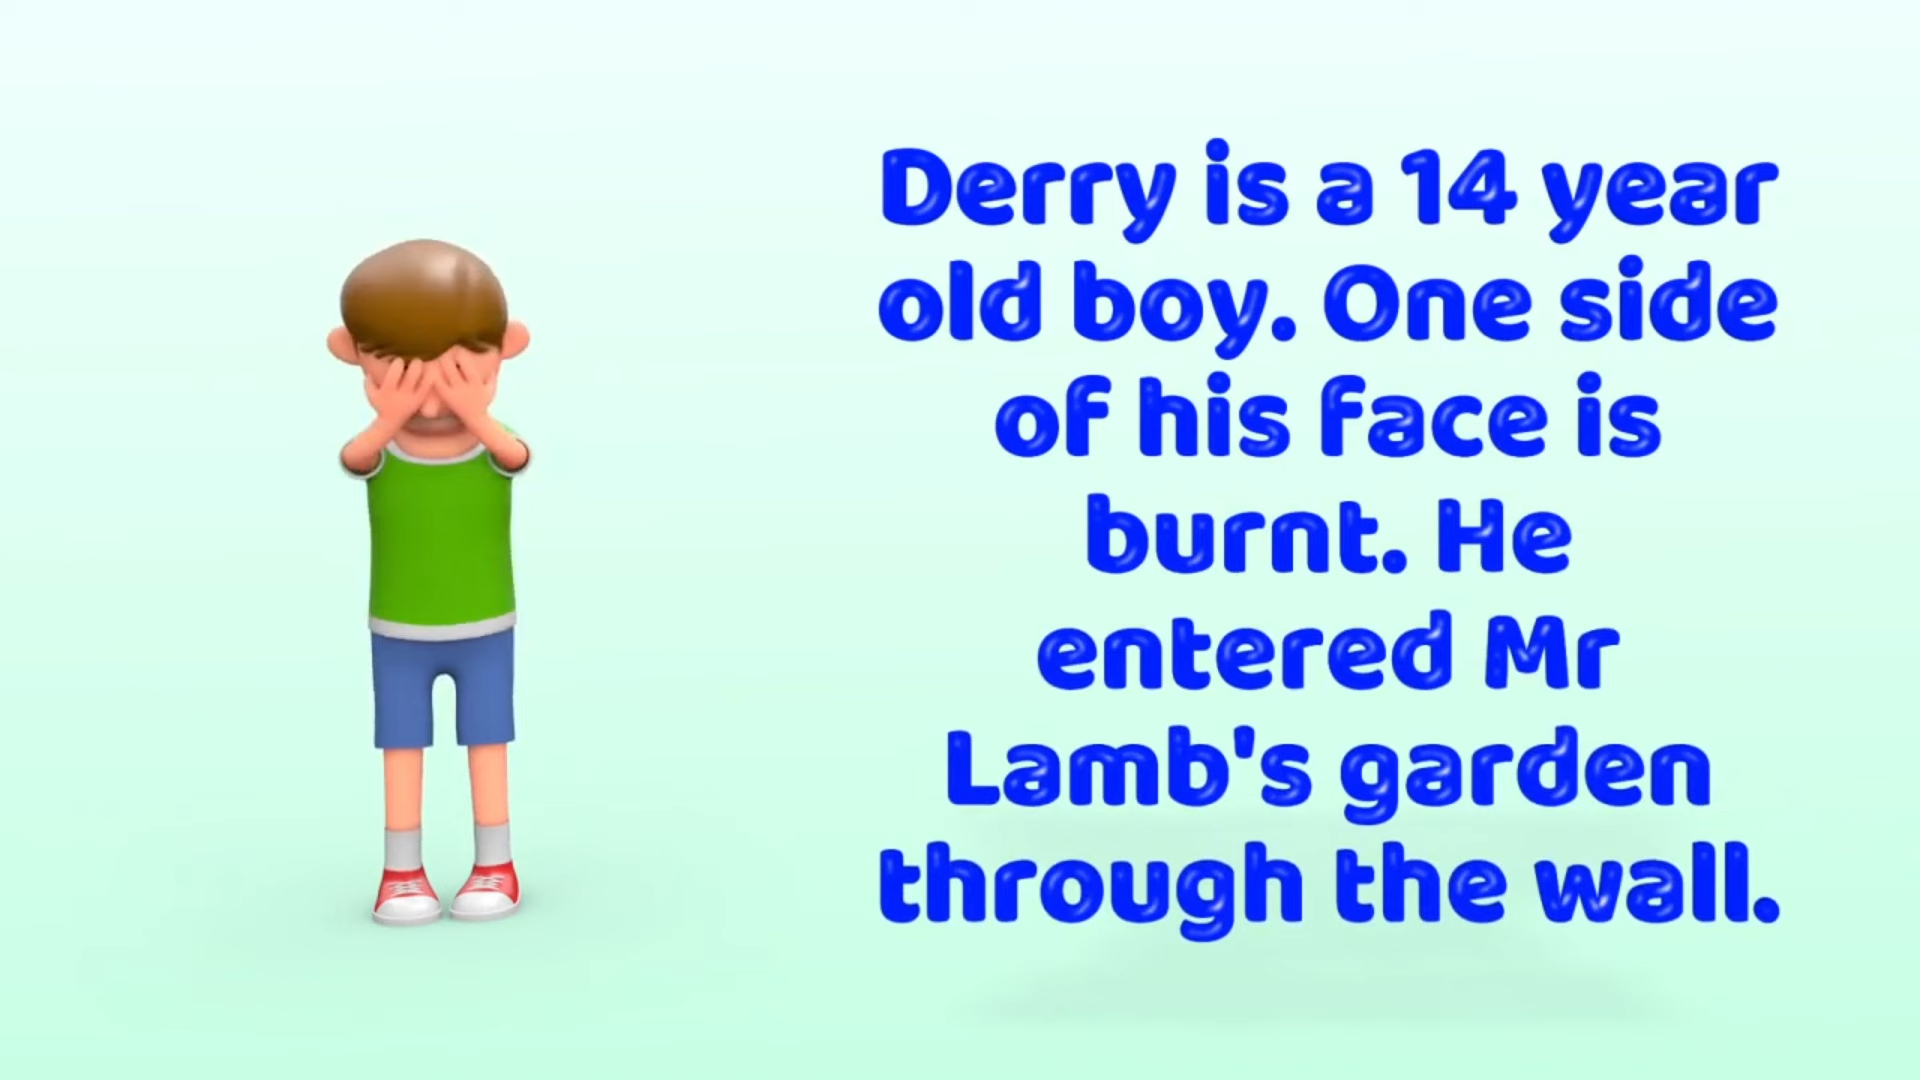 Derry is a 14 year
old boy. One side
of his face is
burnt. He
entered Mr
Lamb's garden
through the wall.